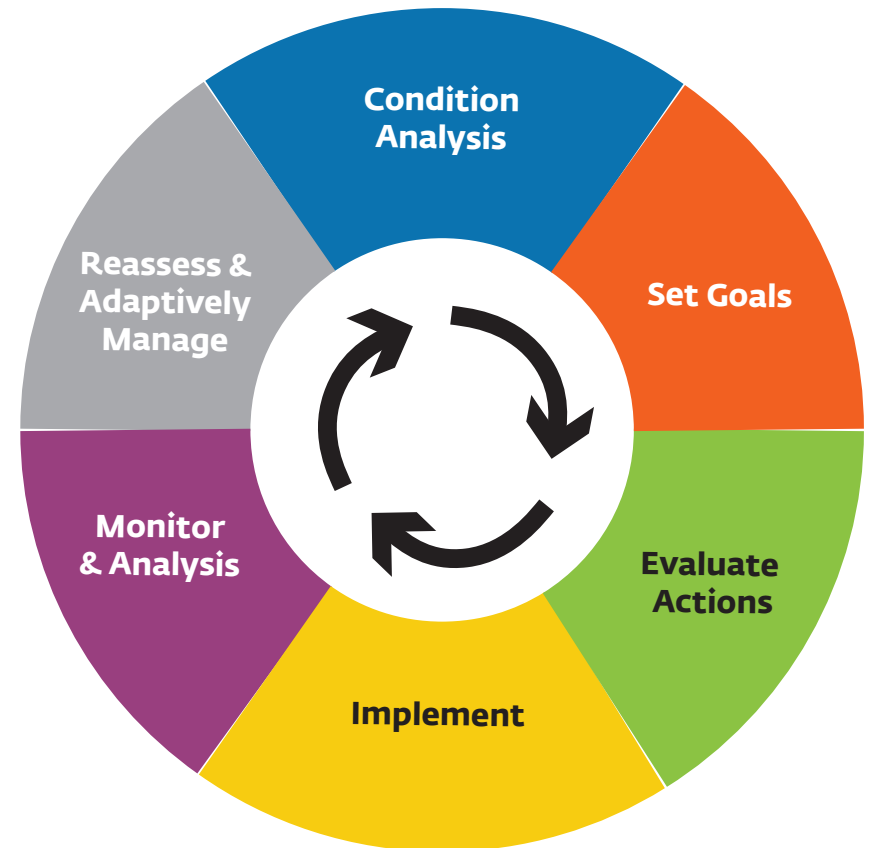 Condition
Analysis
Set Goals
Evaluate
Actions
Implement
Monitor
& Analysis
Reassess &
Adaptively
Manage